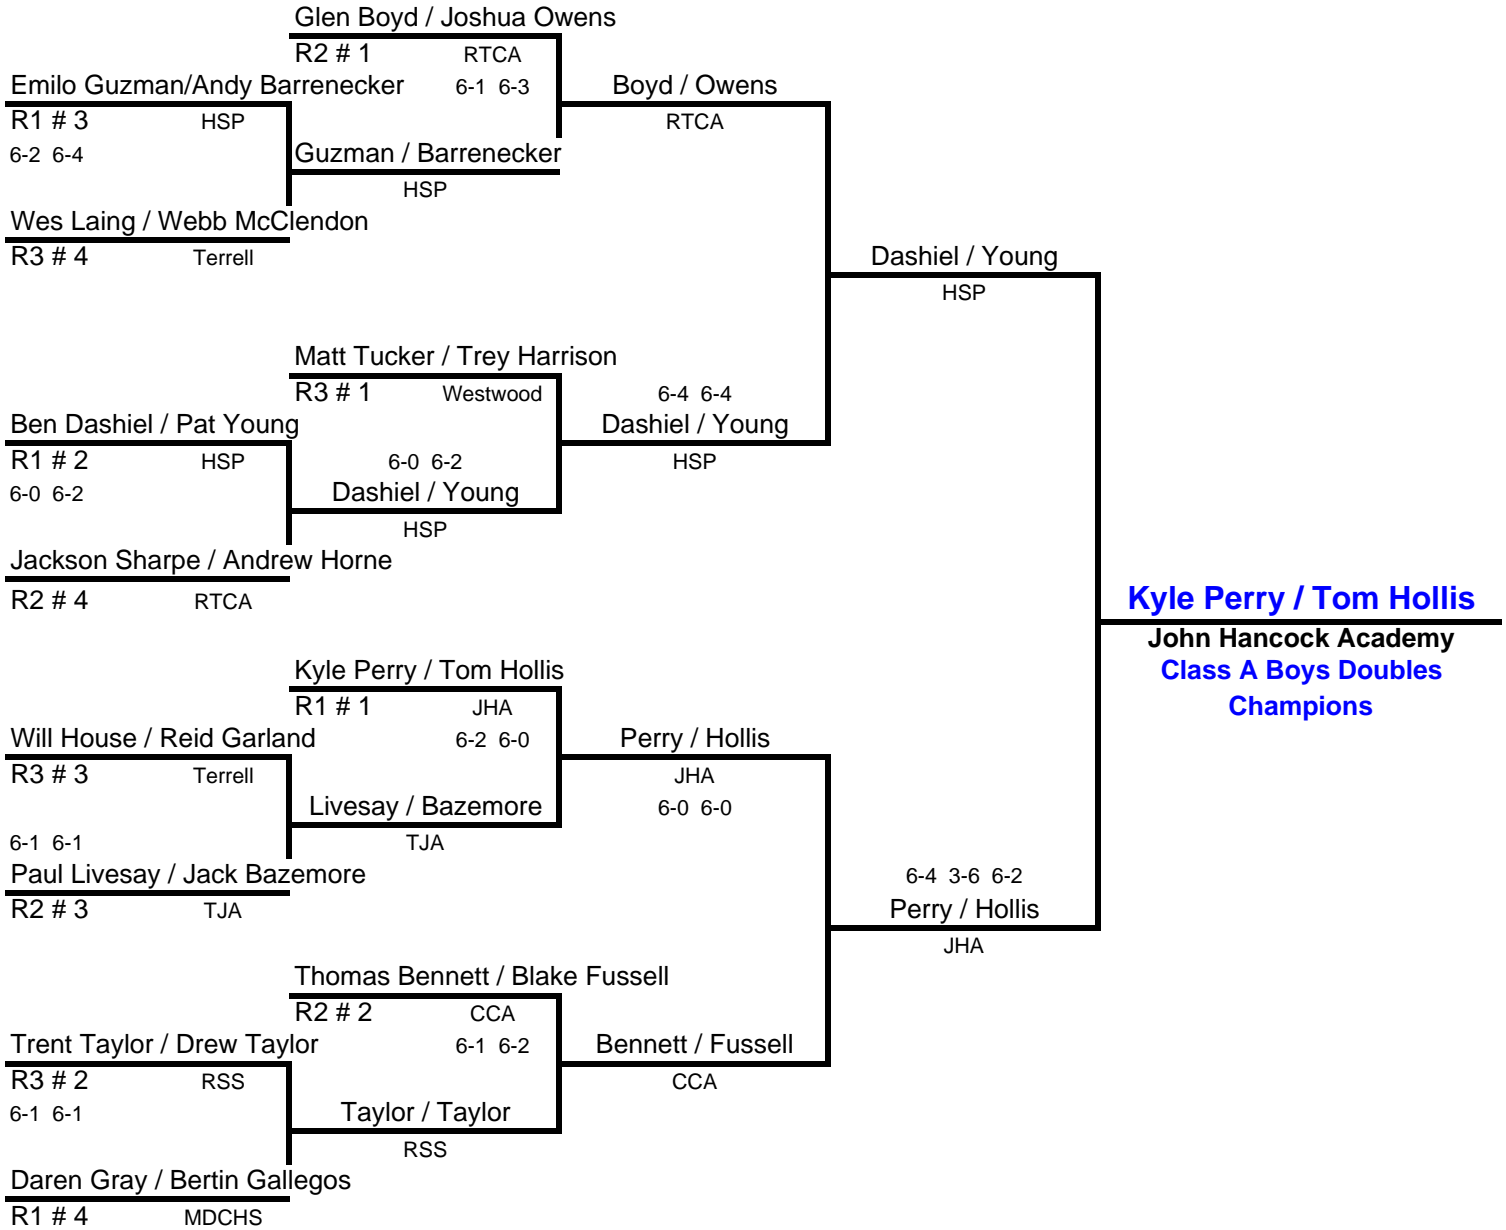 Glen Boyd / Joshua Owens
R2 # 1 RTCA
Emilo Guzman/Andy Barrenecker 6-1 6-3 Boyd / Owens
R1 # 3 HSP RTCA
6-2 6-4 Guzman / Barrenecker
HSP
Wes Laing / Webb McClendon
R3 # 4 Terrell Dashiel / Young
HSP
Matt Tucker / Trey Harrison
R3 # 1 Westwood 6-4 6-4
Ben Dashiel / Pat Young Dashiel / Young
R1 # 2 HSP 6-0 6-2 HSP
6-0 6-2 Dashiel / Young
HSP
Jackson Sharpe / Andrew Horne
R2 # 4 RTCA Kyle Perry / Tom Hollis
John Hancock Academy
Kyle Perry / Tom Hollis Class A Boys Doubles
R1 # 1 JHA Champions
Will House / Reid Garland 6-2 6-0 Perry / Hollis
R3 # 3 Terrell JHA
Livesay / Bazemore 6-0 6-0
6-1 6-1 TJA
Paul Livesay / Jack Bazemore 6-4 3-6 6-2
R2 # 3 TJA Perry / Hollis
JHA
Thomas Bennett / Blake Fussell
R2 # 2 CCA
Trent Taylor / Drew Taylor 6-1 6-2 Bennett / Fussell
R3 # 2 RSS CCA
6-1 6-1 Taylor / Taylor
RSS
Daren Gray / Bertin Gallegos
R1 # 4 MDCHS